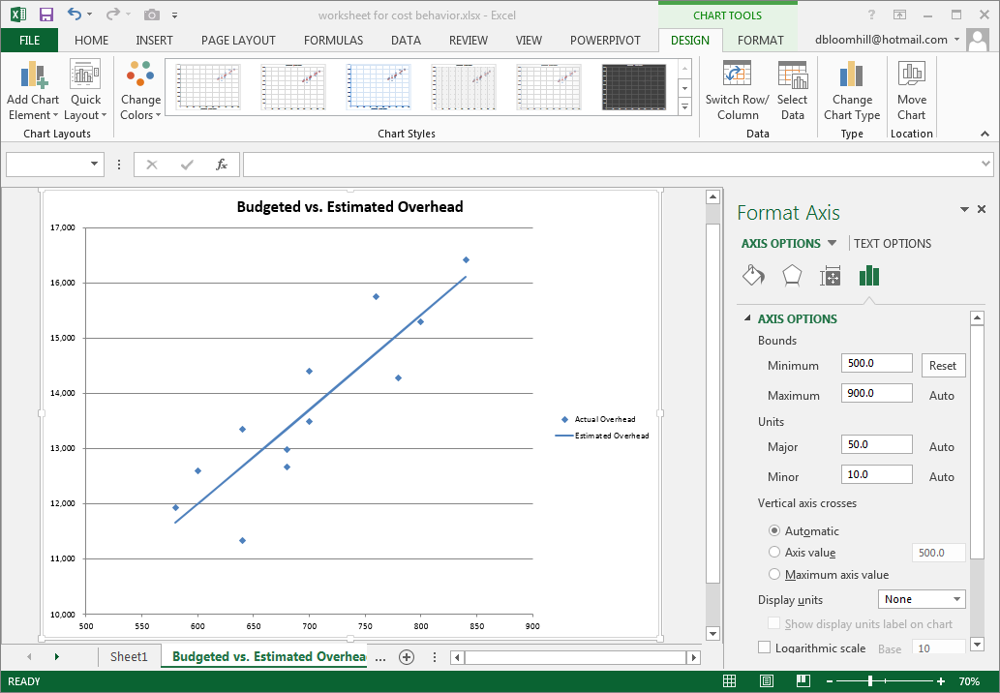 worksheet for cost behavior.xlsx - Excel
CHART TOOLS
FILE HOME INSERT PAGE LAYOUT FORMULAS DATA REVIEW VIEW POWERPIVOT DESIGN FORMAT dbloomhill@hotmail.com
Add Chart Element
Quick Layout
Chart Layouts
Change Colors
Chart Styles
Switch Row/ Column
Select Data
Data
Change Chart Type
Type
Move Chart
Location
fx
Budgeted vs. Estimated Overhead
17,000
16,000
15,000
14,000
13,000
12,000
11,000
10,000
500 550 600 650 700 750 800 850 900
Actual Overhead
Estimated Overhead
Format Axis
AXIS OPTIONS TEXT OPTIONS
AXIS OPTIONS
Bounds
Minimum 500.0 Reset
Maximum 900.0 Auto
Units
Major 50.0 Auto
Minor 10.0 Auto
Vertical axis crosses
Automatic
Axis value 500.0
Maximum axis value
Display units None
Show display units label on chart
Logarithmic scale Base 10
Sheet1 Budgeted vs. Estimated Overhea ...
READY 70%